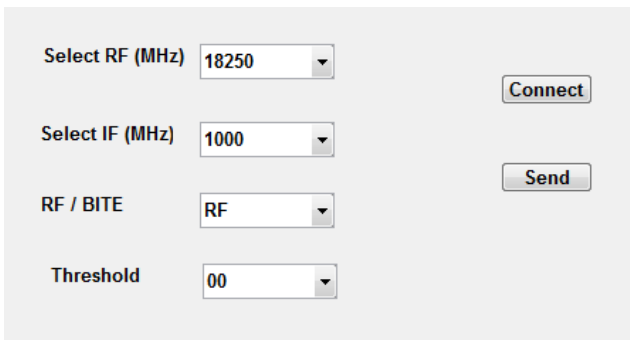 Select RF (MHz) 18250
Connect
Select IF (MHz) 1000
Send
RF / BITE RF
Threshold 00